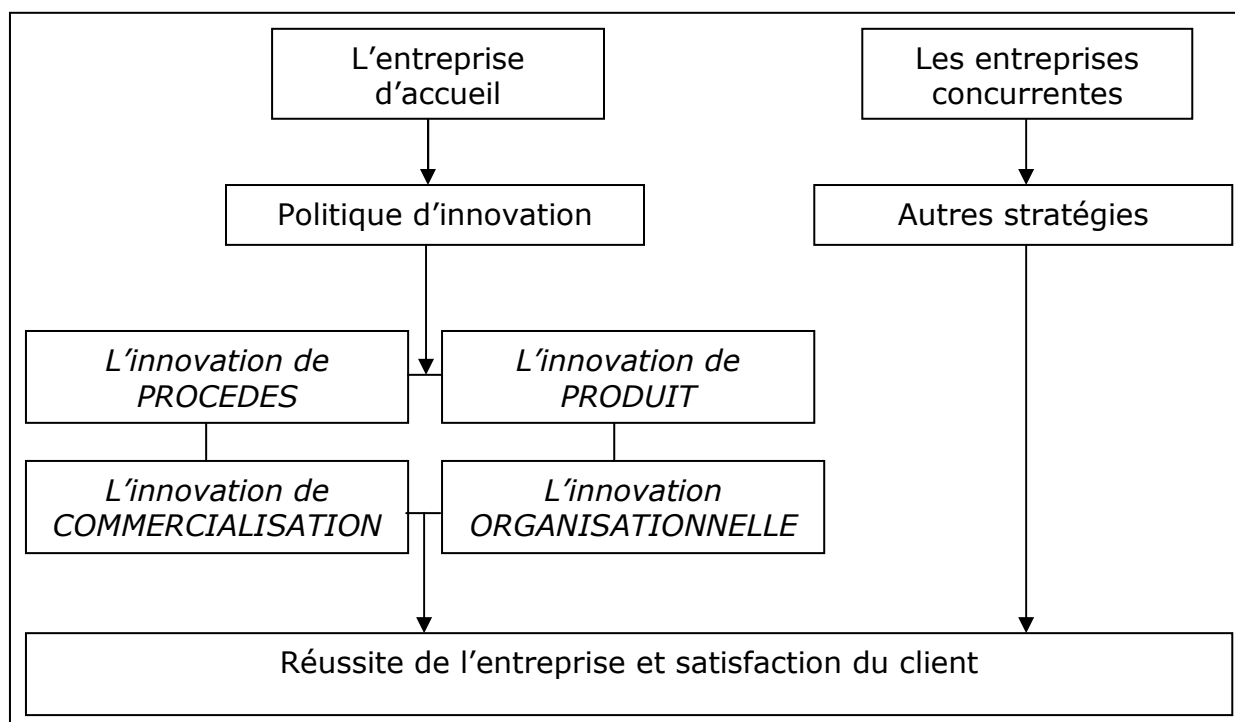 L’entreprise
d’accueil
Les entreprises
concurrentes
Politique d’innovation
Autres stratégies
L’innovation de
PROCEDES
L’innovation de
PRODUIT
L’innovation de
COMMERCIALISATION
L’innovation
ORGANISATIONNELLE
Réussite de l’entreprise et satisfaction du client